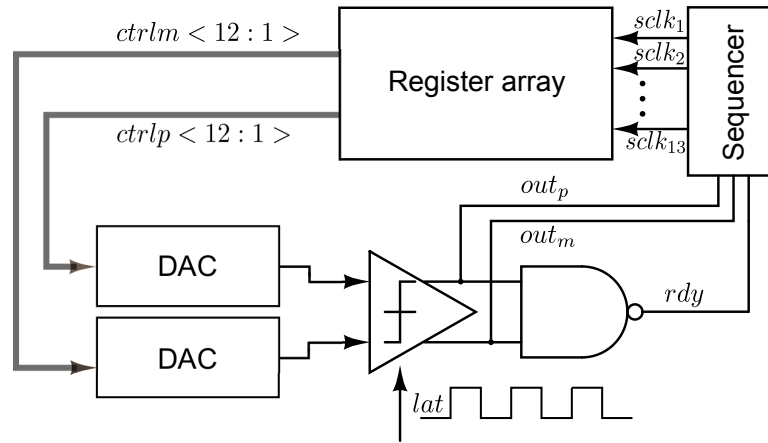 ctrlm < 12 : 1 >
sclk₁
sclk₂
Register array
Sequencer
ctrlp < 12 : 1 >
sclk₁₃
outₚ
outₘ
DAC
rdy
DAC
lat